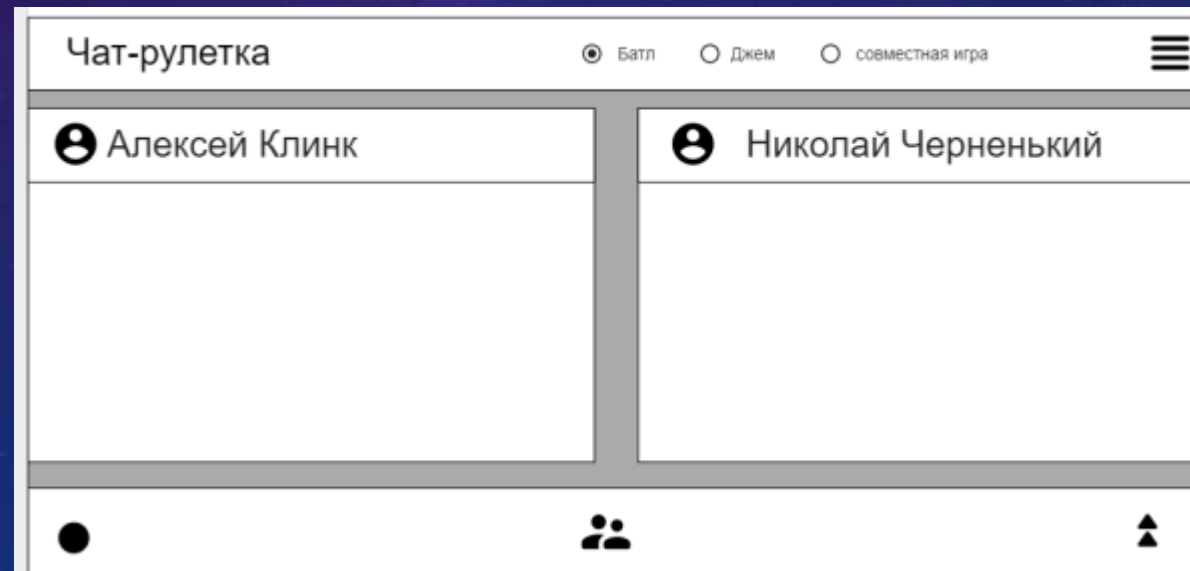 Чат-рулетка
Батл Джем совместная игра
Алексей Клинк
Николай Черненький